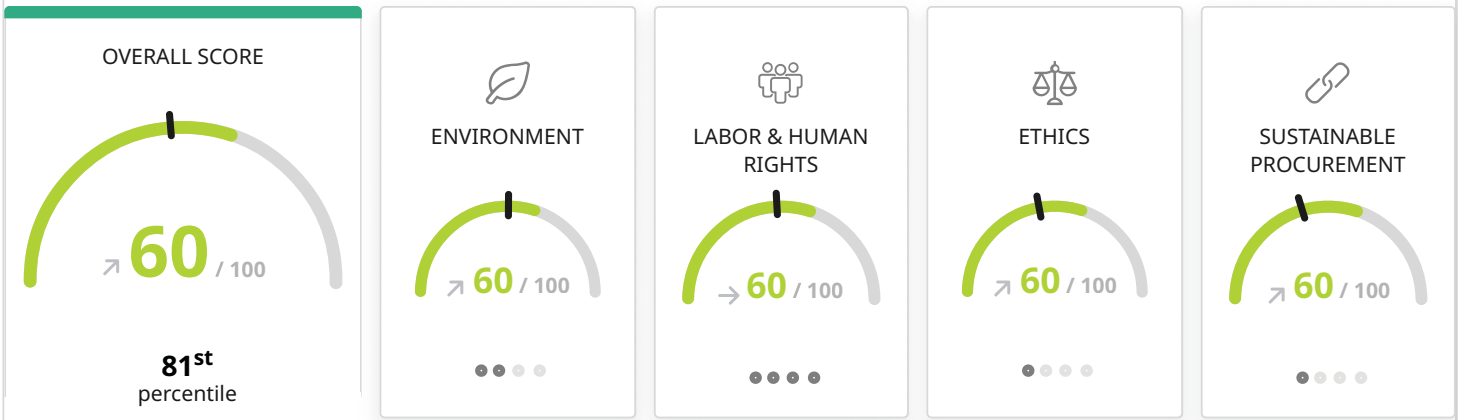 OVERALL SCORE
60 / 100
81st
percentile
ENVIRONMENT
60 / 100
LABOR & HUMAN
RIGHTS
60 / 100
ETHICS
60 / 100
SUSTAINABLE
PROCUREMENT
60 / 100